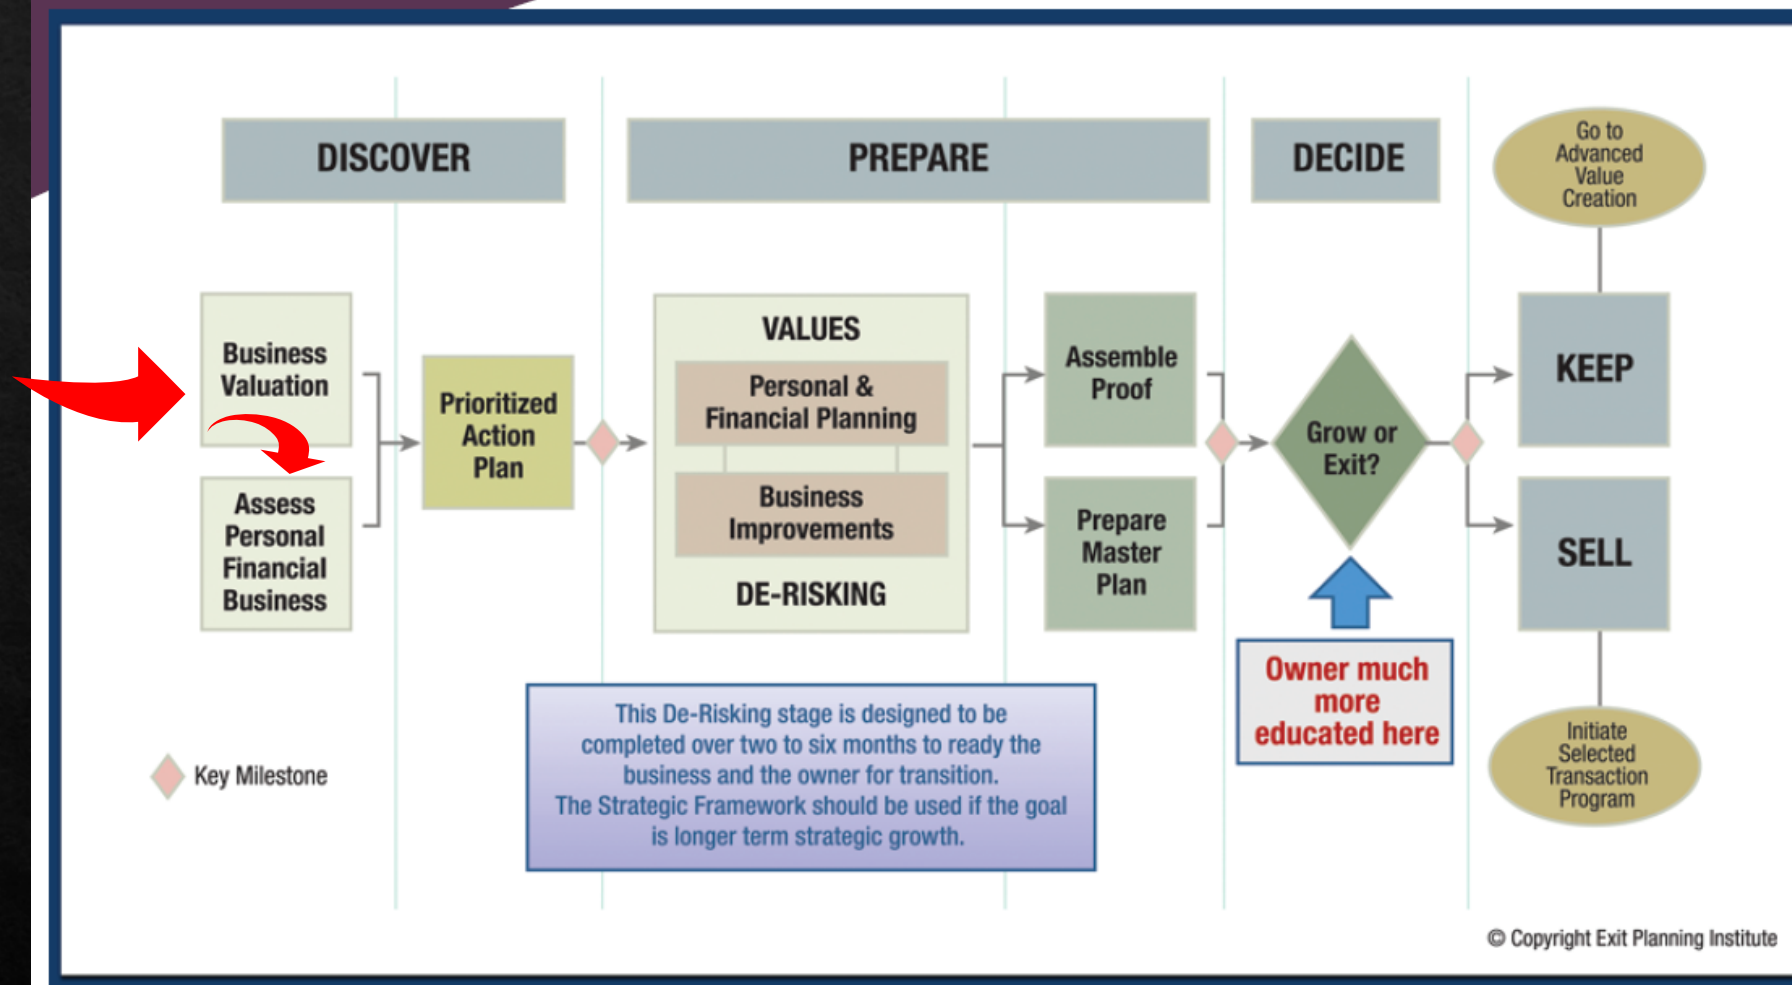 DISCOVER
PREPARE
DECIDE
Go to
Advanced
Value
Creation
Business
Valuation
Assess
Personal
Financial
Business
Prioritized
Action
Plan
VALUES
Personal &
Financial Planning
Business
Improvements
DE-RISKING
Assemble
Proof
Prepare
Master
Plan
Grow or
Exit?
KEEP
SELL
Owner much
more
educated here
This De-Risking stage is designed to be
completed over two to six months to ready the
business and the owner for transition.
The Strategic Framework should be used if the goal
is longer term strategic growth.
Initiate
Selected
Transaction
Program
Key Milestone
© Copyright Exit Planning Institute